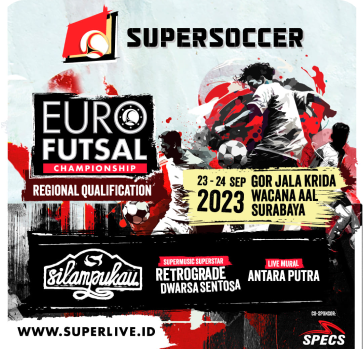 SUPERSOCCER
EURO
FUTSAL
CHAMPIONSHIP
REGIONAL QUALIFICATION
23 - 24 SEP
2023
GOR JALA KRIDA
WACANA AAL
SURABAYA
Silampukau
SUPERMUSIC SUPERSTAR
RETROGRADE
DWARSA SENTOSA
LIVE MURAL
ANTARA PUTRA
WWW.SUPERLIVE.ID
CO-SPONSOR:
SPECS